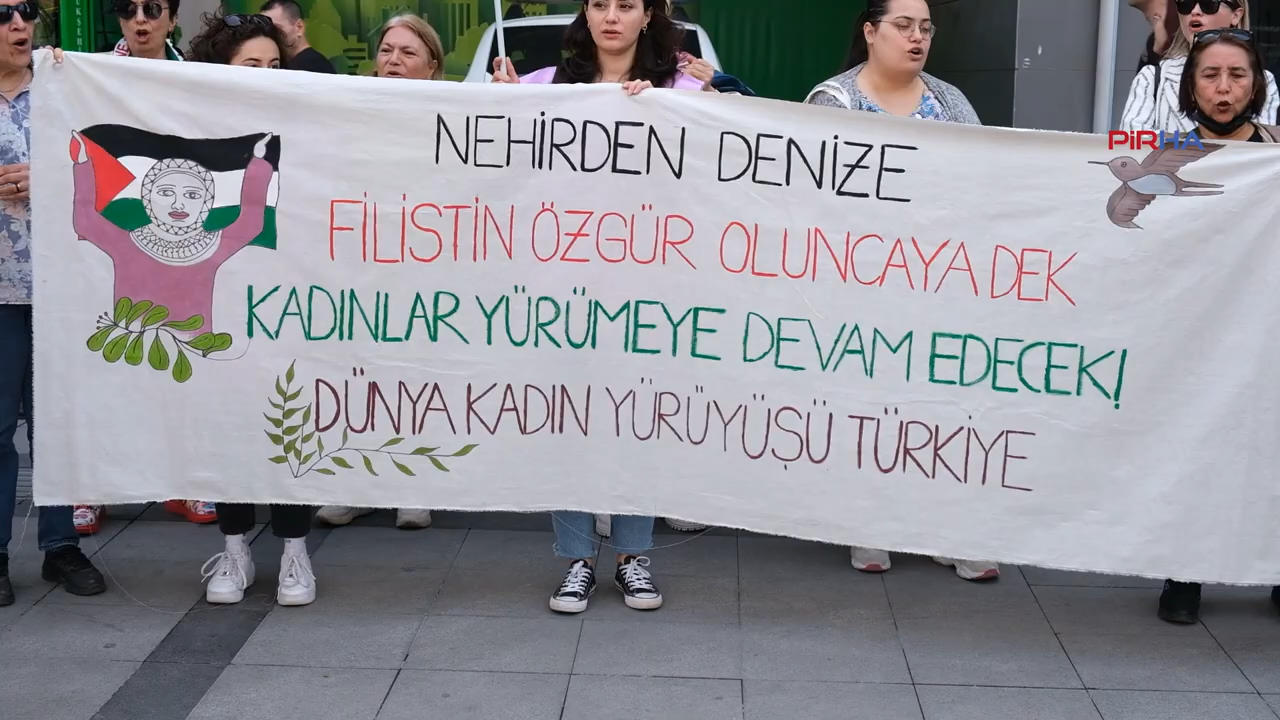 NEHİRDEN DENİZE
FİLİSTİN ÖZGÜR OLUNCAYA DEK
KADINLAR YÜRÜMEYE DEVAM EDECEK!
DÜNYA KADIN YÜRÜYÜŞÜ TÜRKİYE
PİRHA